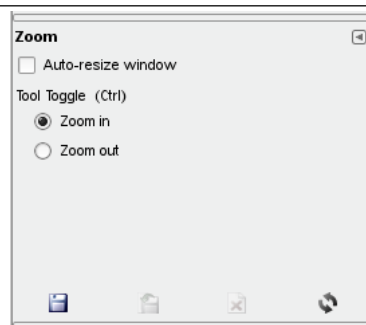 Zoom
Auto-resize window
Tool Toggle (Ctrl)
Zoom in
Zoom out